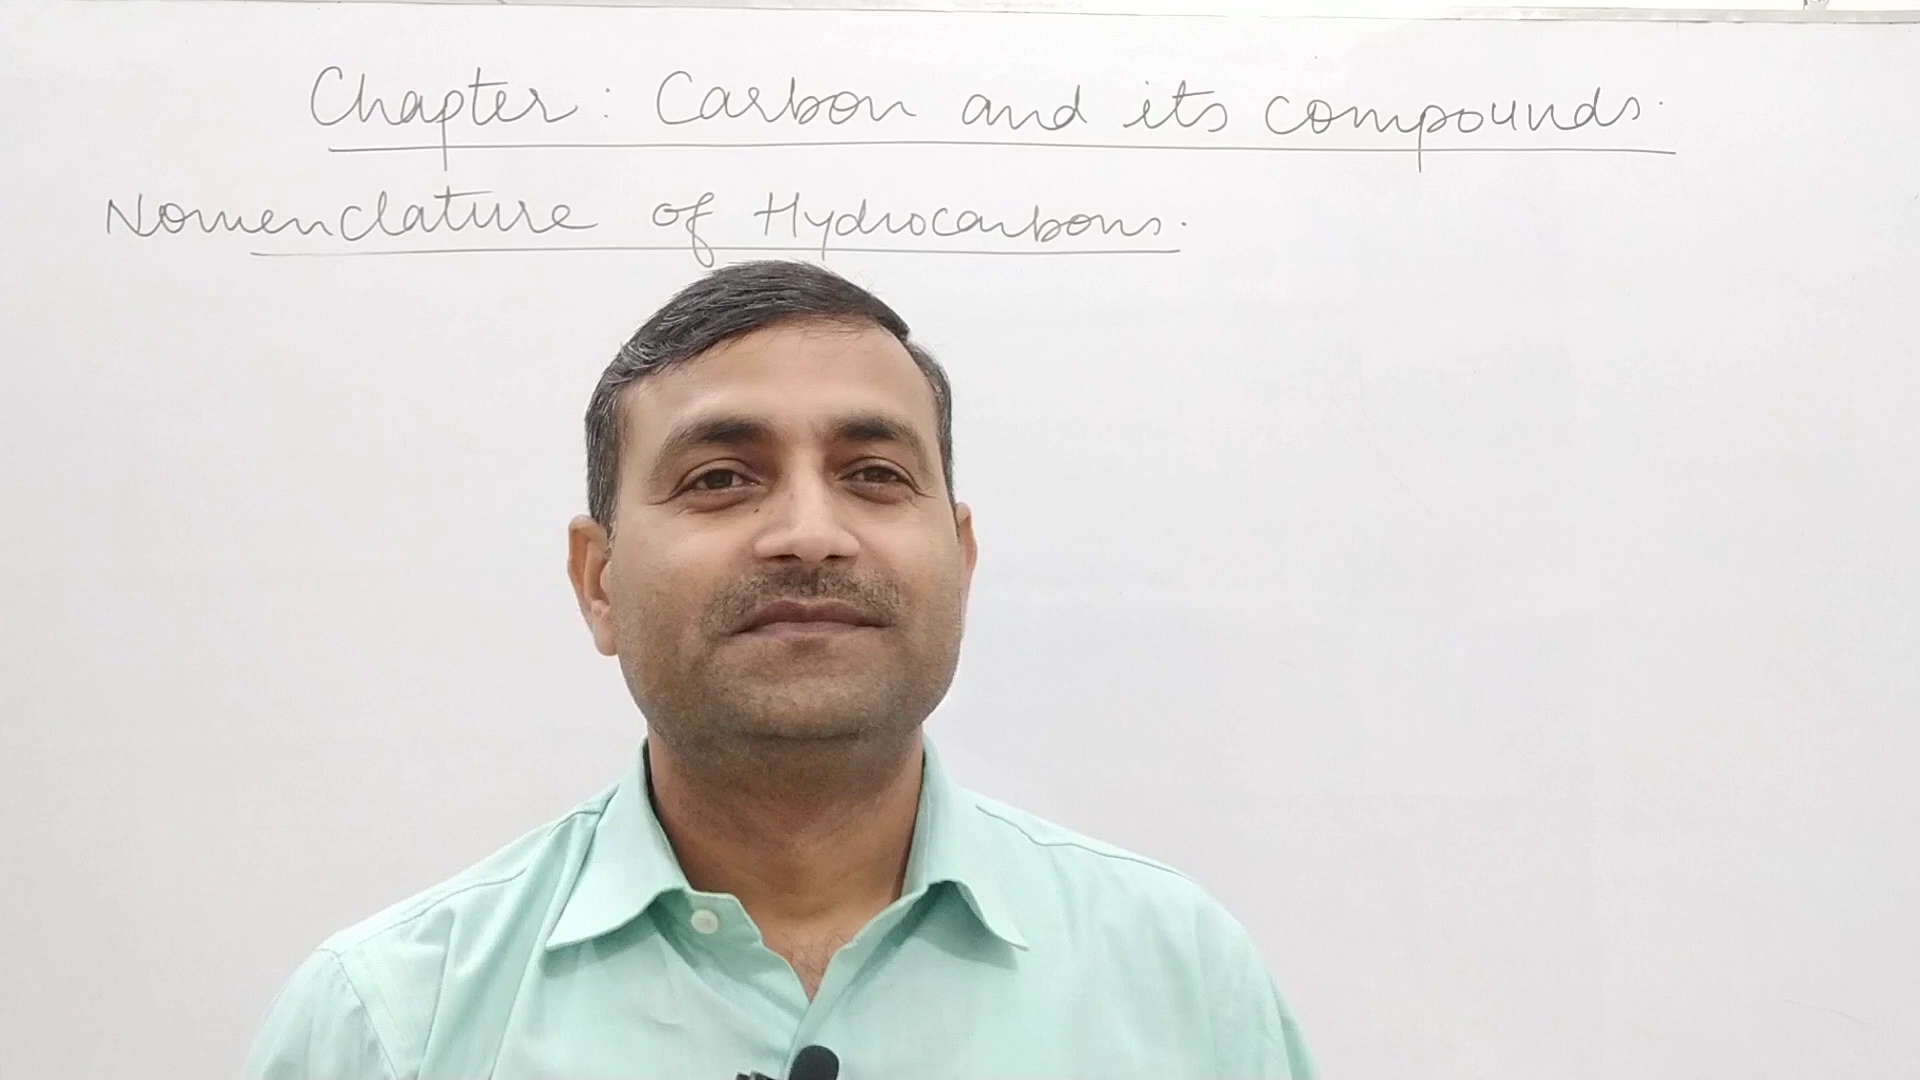 Chapter: Carbon and its compounds.
Nomenclature of Hydrocarbons.